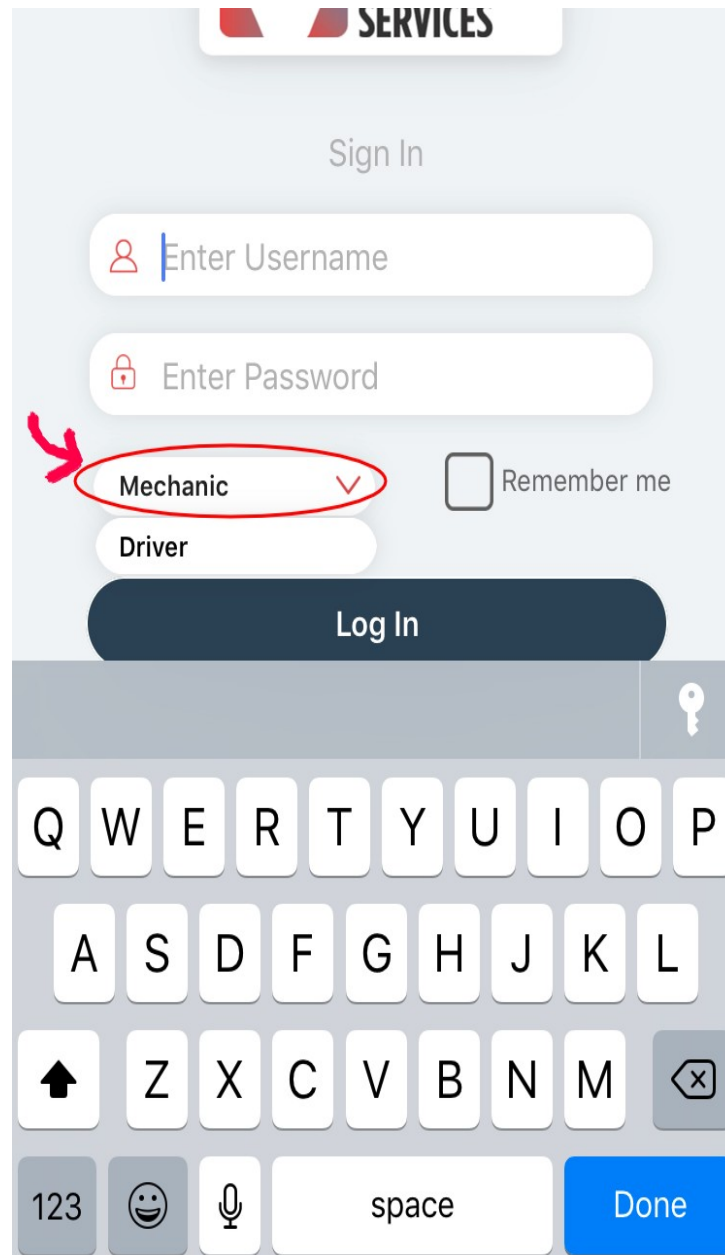 SERVICES
Sign In
Enter Username
Enter Password
Mechanic
Remember me
Driver
Log In
Q W E R T Y U I O P
A S D F G H J K L
Z X C V B N M
123 space Done